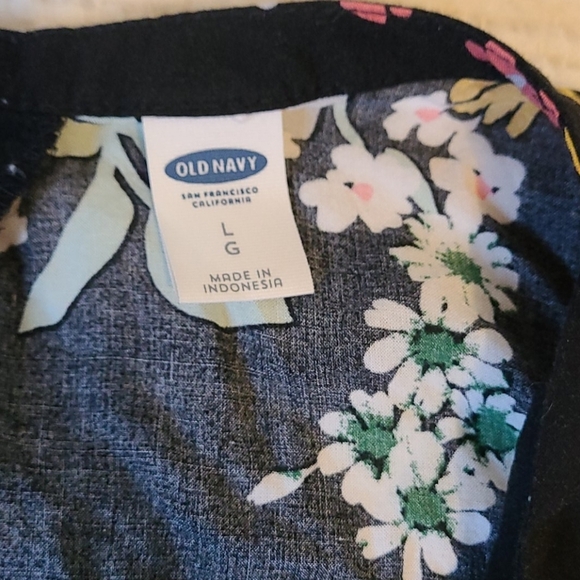 OLD NAVY
SAN FRANCISCO
CALIFORNIA
L
G
MADE IN
INDONESIA